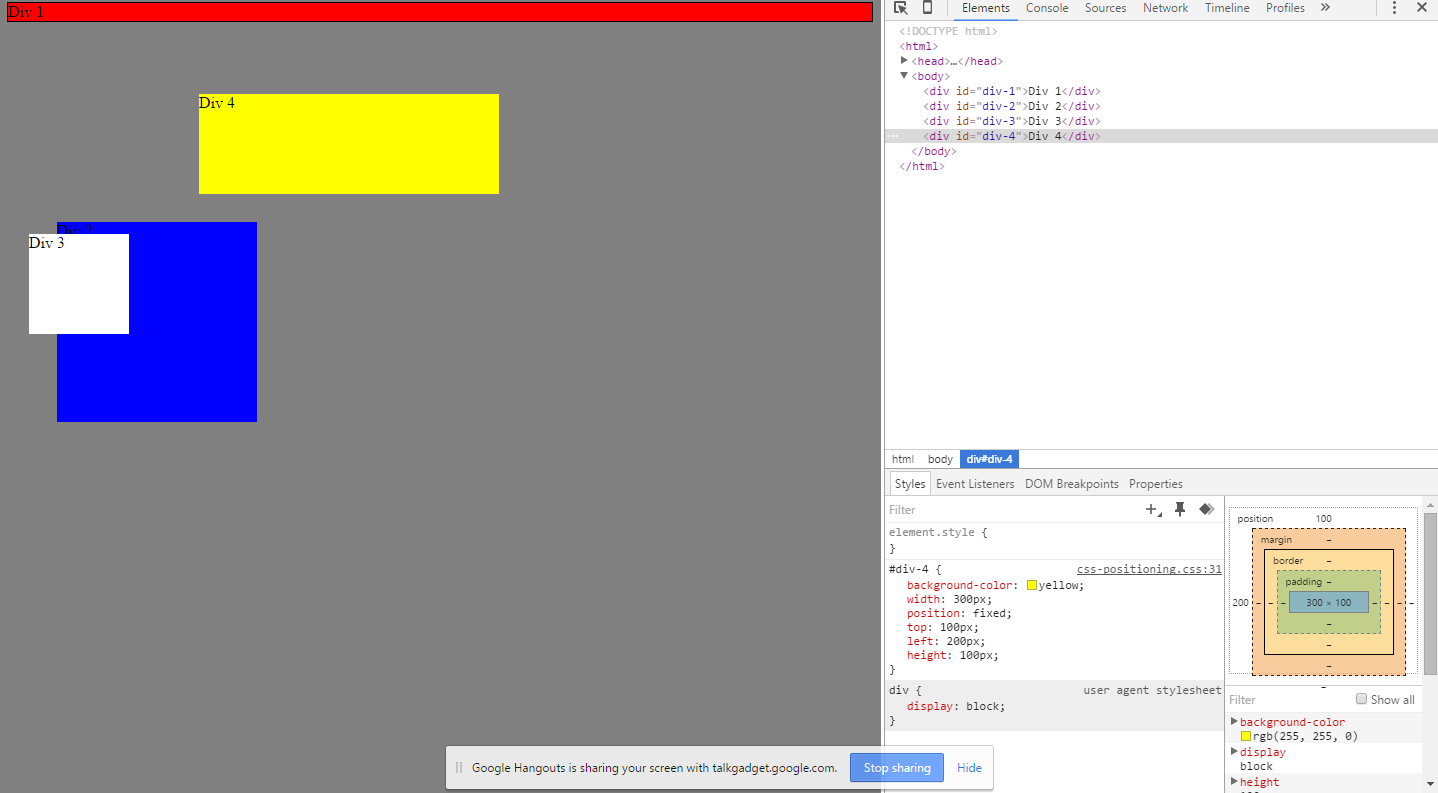 Div 1
Div 4
Div 2
Div 3
Elements Console Sources Network Timeline Profiles »
<!DOCTYPE html>
<html>
<head>…</head>
<body>
<div id="div-1">Div 1</div>
<div id="div-2">Div 2</div>
<div id="div-3">Div 3</div>
... <div id="div-4">Div 4</div>
</body>
</html>
html body div#div-4
Styles Event Listeners DOM Breakpoints Properties
Filter
element.style {
}
#div-4 { css-positioning.css:31
background-color: yellow;
width: 300px;
position: fixed;
top: 100px;
left: 200px;
height: 100px;
}
div { user agent stylesheet
display: block;
}
position 100
margin -
border -
padding -
200 - - - 300 × 100 - - - -
-
-
-
-
Filter Show all
background-color
rgb(255, 255, 0)
display
block
height
Google Hangouts is sharing your screen with talkgadget.google.com. Stop sharing Hide